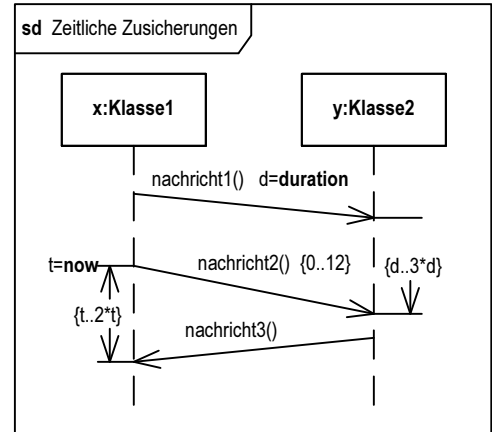 sd Zeitliche Zusicherungen
x:Klasse1
y:Klasse2
nachricht1() d=duration
t=now
nachricht2() {0..12}
{d..3*d}
{t..2*t}
nachricht3()